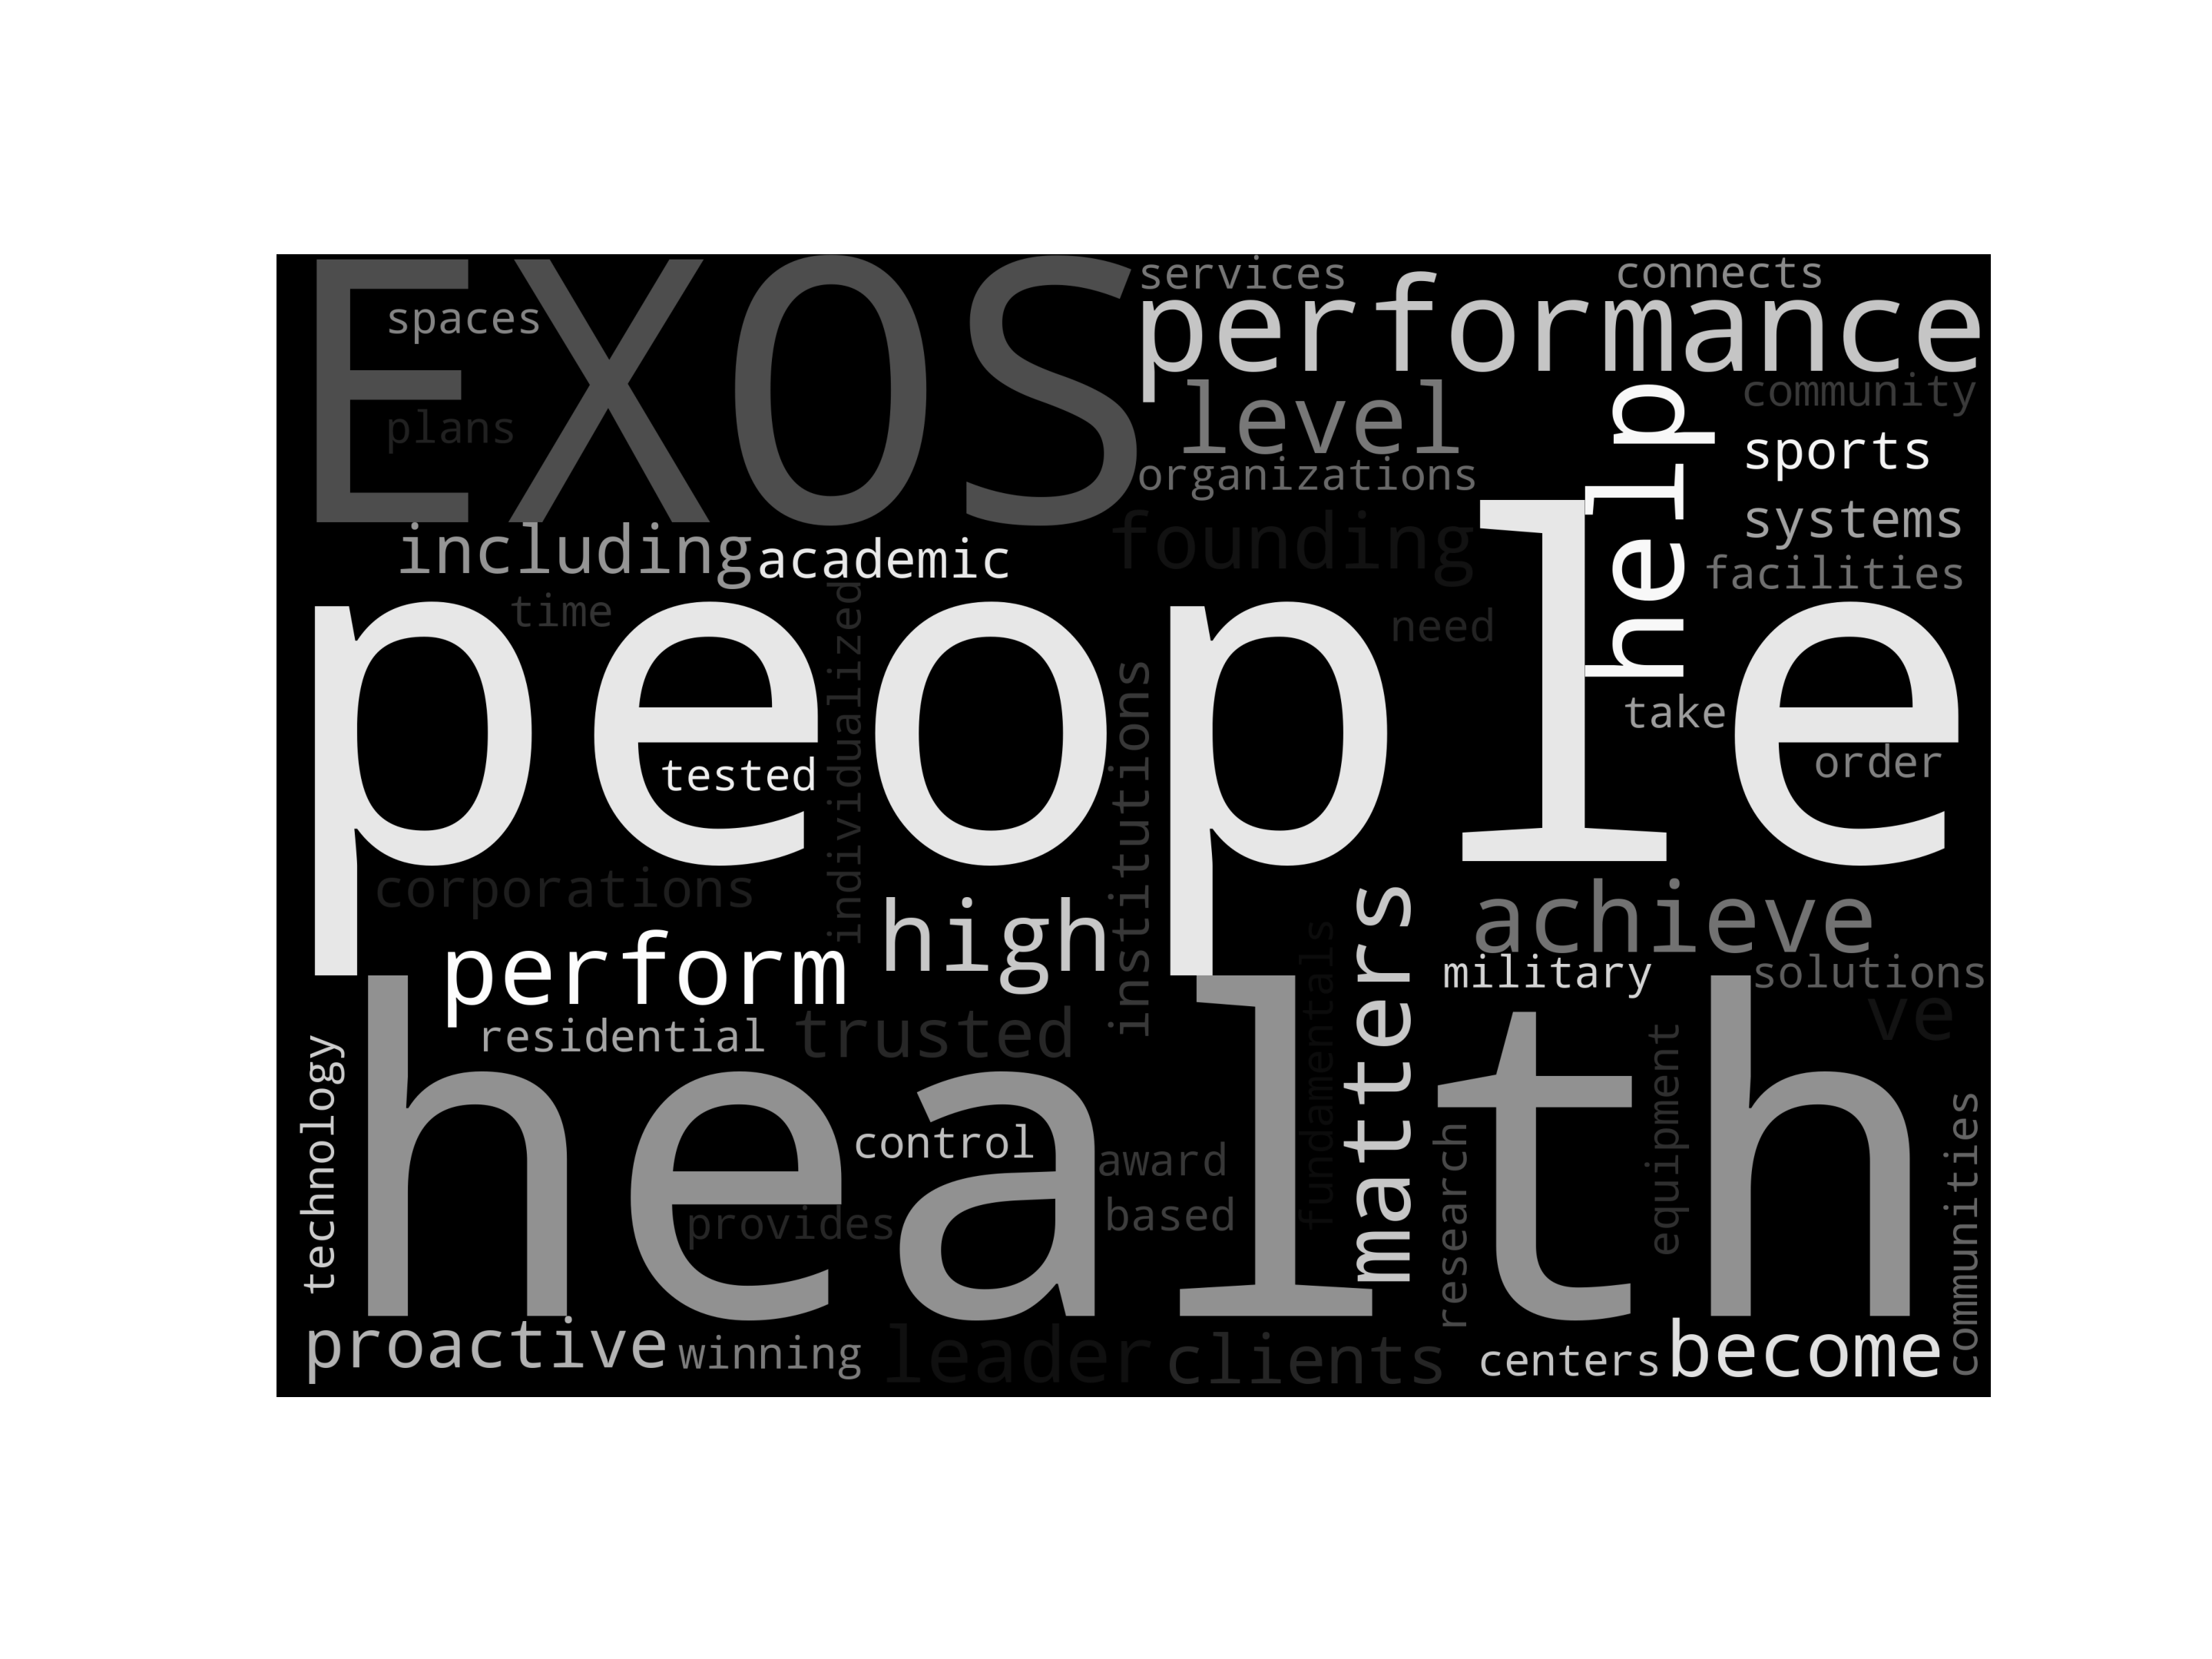 EXOS
services
connects
performance
spaces
plans
level
help
community
sports
organizations
systems
including
academic
founding
facilities
time
individualized
need
people
institutions
take
tested
order
corporations
high
matters
achieve
perform
military
solutions
ve
residential
trusted
fundamentals
equipment
technology
health
control
award
research
communities
provides
based
proactive
winning
leader
clients
centers
become